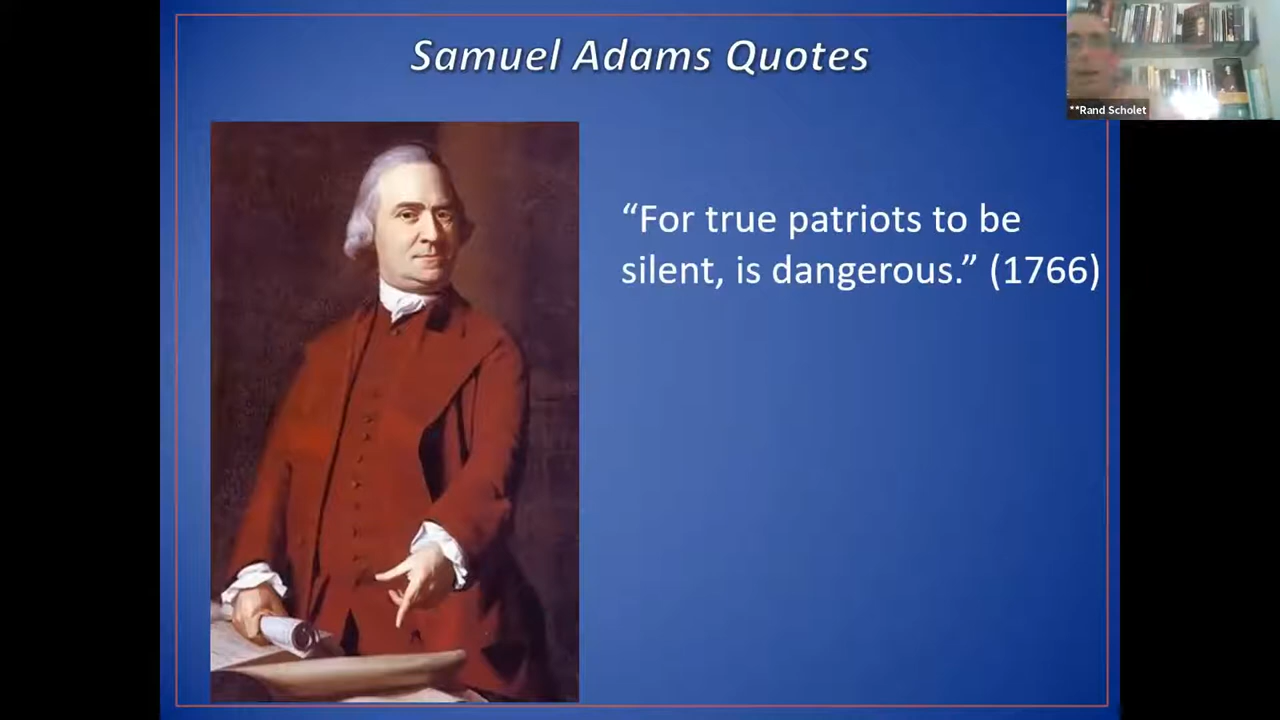 Samuel Adams Quotes
**Rand Scholet
“For true patriots to be
silent, is dangerous.” (1766)